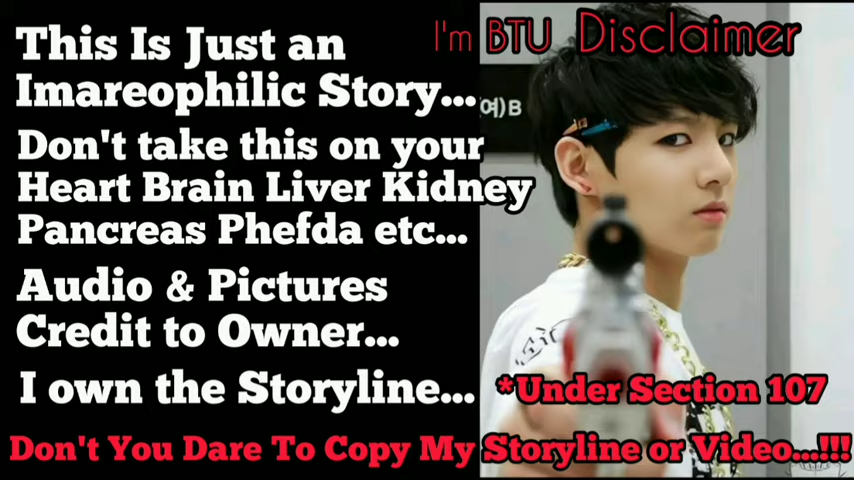 I'm BTU Disclaimer
This Is Just an
Imareophilic Story...
(여)B
Don't take this on your
Heart Brain Liver Kidney
Pancreas Phefda etc...
Audio & Pictures
Credit to Owner...
I own the Storyline...
*Under Section 107
Don't You Dare To Copy My Storyline or Video...!!!